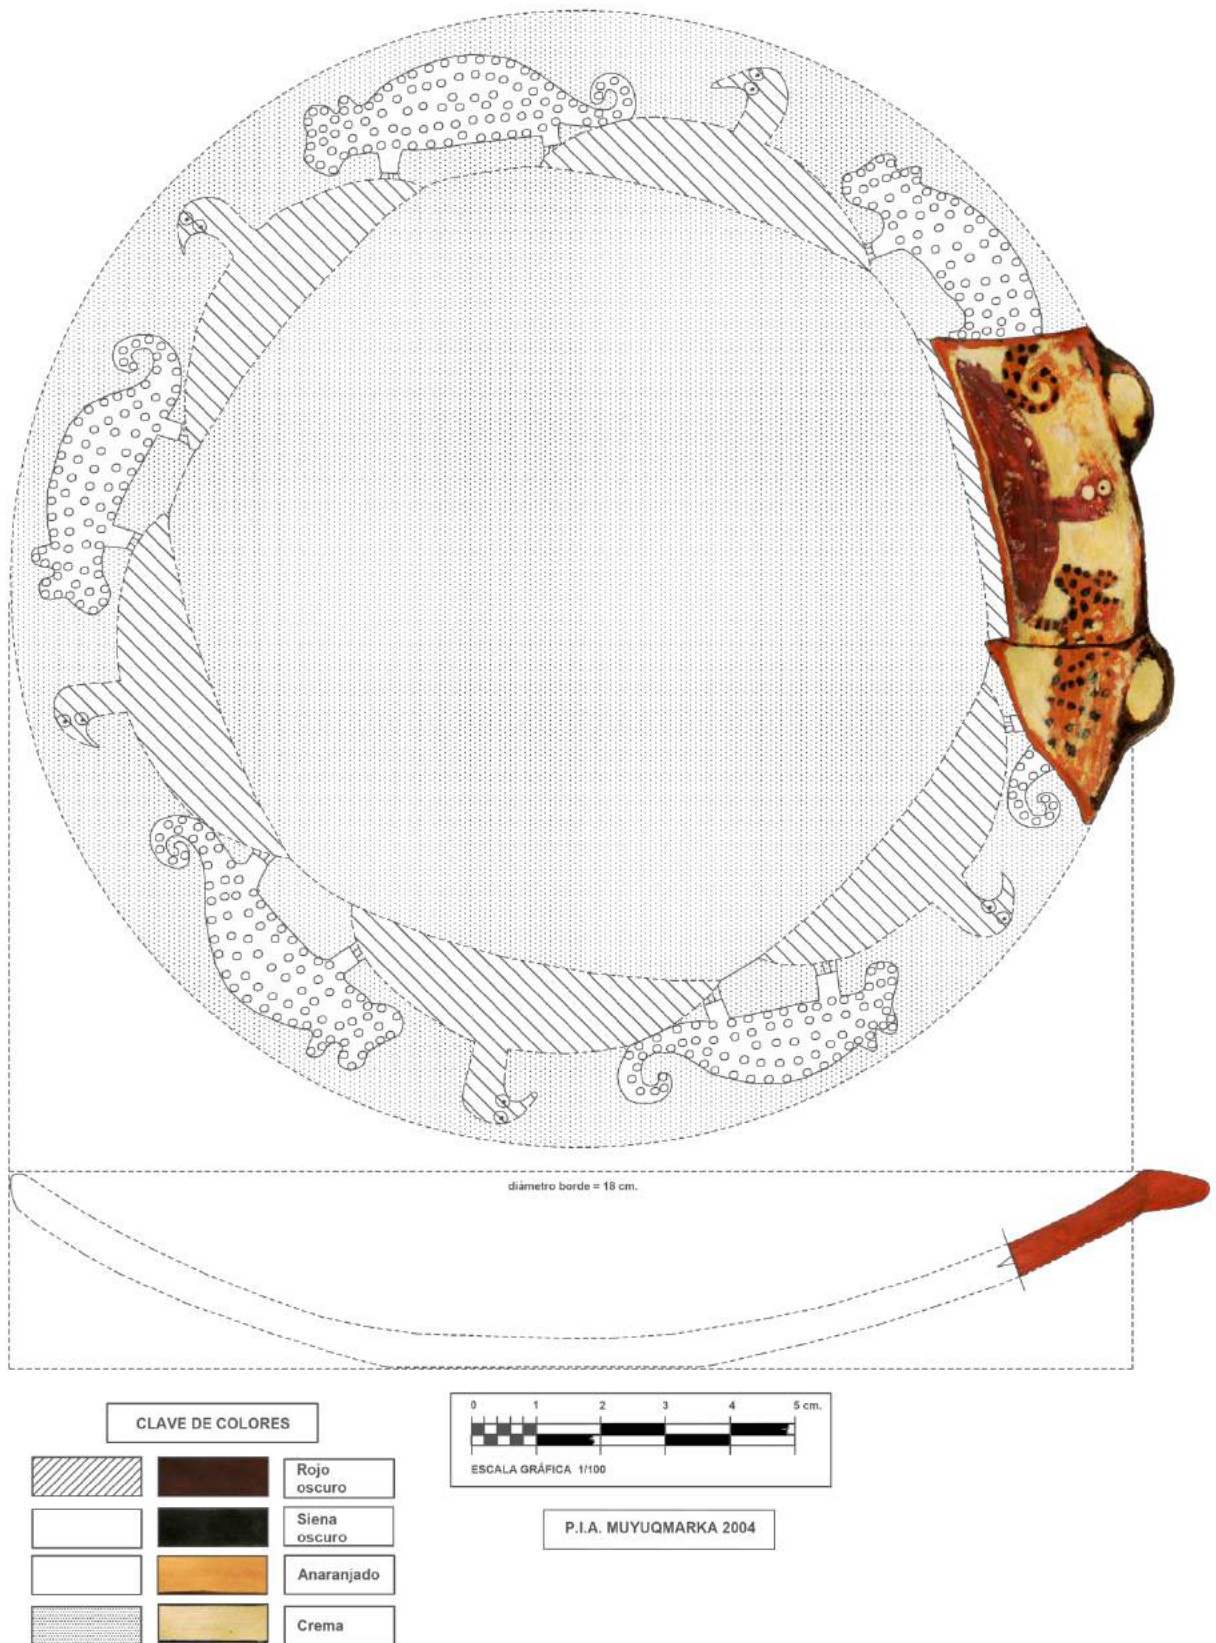 diámetro borde = 18 cm.
CLAVE DE COLORES
Rojo
oscuro
Siena
oscuro
Anaranjado
Crema
0 1 2 3 4 5 cm.
ESCALA GRÁFICA 1/100
P.I.A. MUYUQMARKA 2004